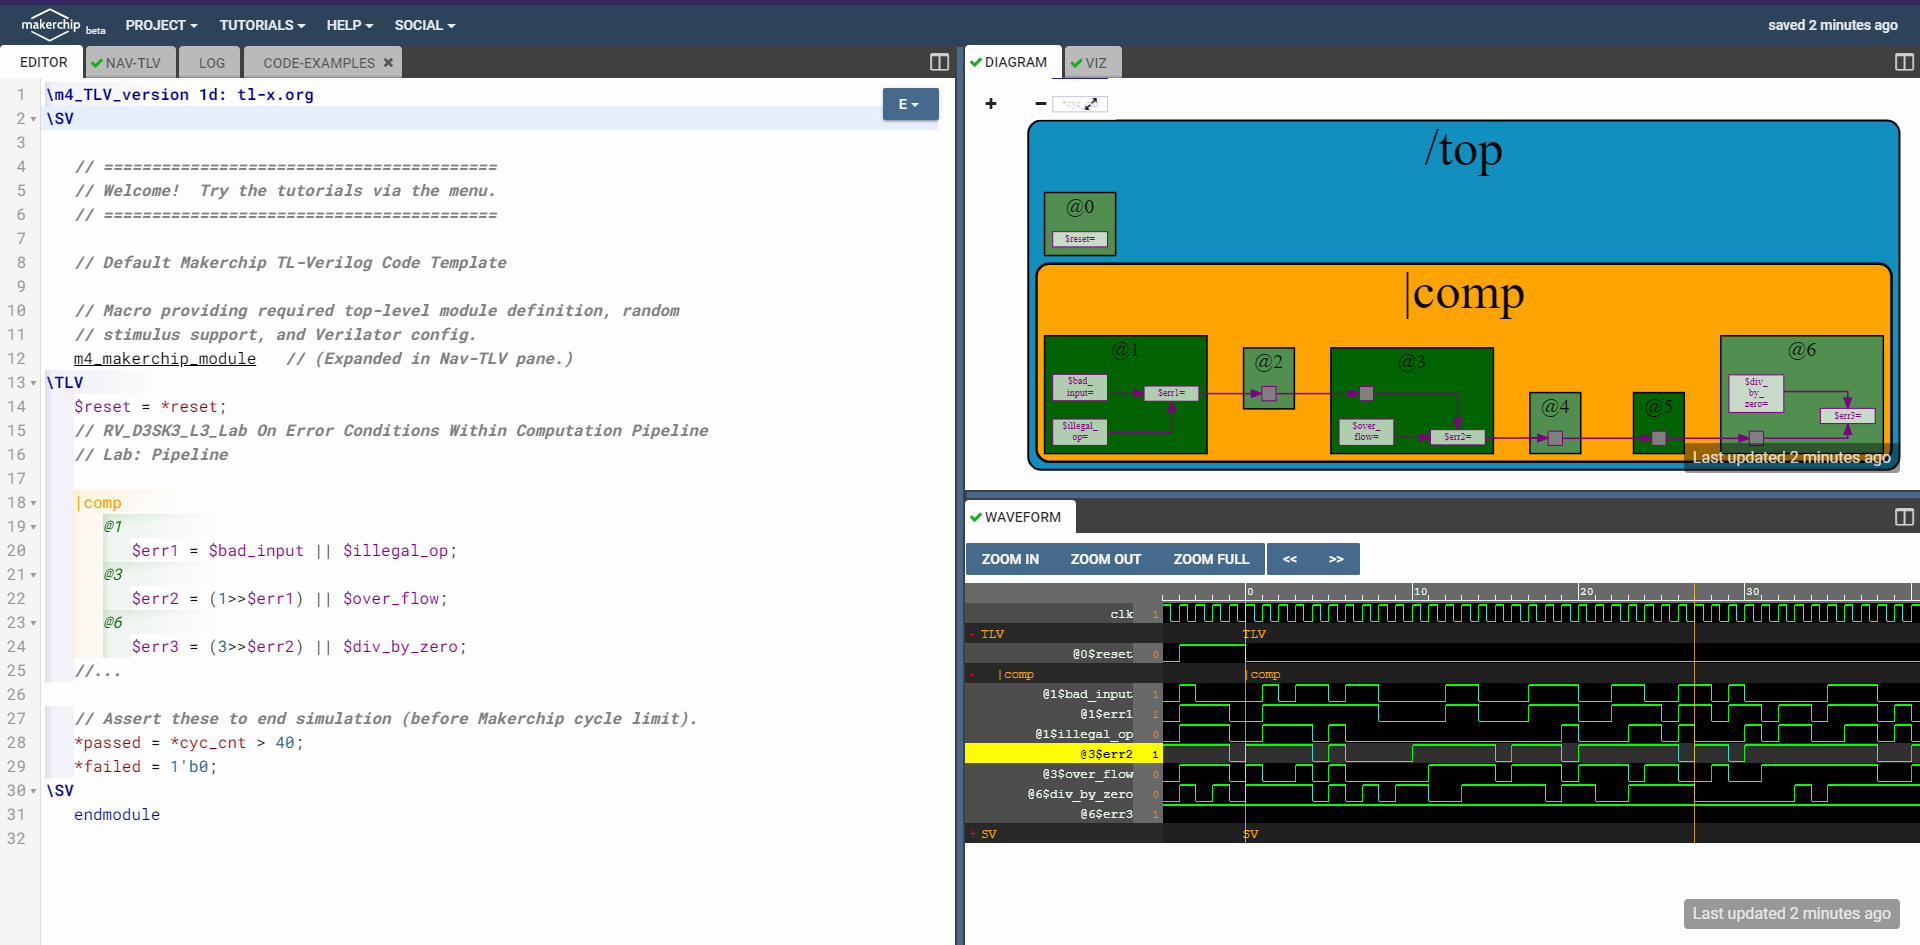 makerchip beta PROJECT TUTORIALS HELP SOCIAL saved 2 minutes ago
EDITOR NAV-TLV LOG CODE-EXAMPLES
1 \m4_TLV_version 1d: tl-x.org
E
2 \SV
3
4 // =========================================
5 // Welcome!  Try the tutorials via the menu.
6 // =========================================
7
8 // Default Makerchip TL-Verilog Code Template
9
10 // Macro providing required top-level module definition, random
11 // stimulus support, and Verilator config.
12 m4_makerchip_module   // (Expanded in Nav-TLV pane.)
13 \TLV
14 $reset = *reset;
15 // RV_D3SK3_L3_Lab On Error Conditions Within Computation Pipeline
16 // Lab: Pipeline
17
18 |comp
19 @1
20 $err1 = $bad_input || $illegal_op;
21 @3
22 $err2 = (1>>$err1) || $over_flow;
23 @6
24 $err3 = (3>>$err2) || $div_by_zero;
25 //...
26
27 // Assert these to end simulation (before Makerchip cycle limit).
28 *passed = *cyc_cnt > 40;
29 *failed = 1'b0;
30 \SV
31 endmodule
32
DIAGRAM VIZ
/top
@0
$reset=
|comp
@1
$bad_
input=
$err1=
$illegal_
op=
@2
@3
$over_
flow=
$err2=
@4
@5
@6
$div_
by_
zero=
$err3=
Last updated 2 minutes ago
WAVEFORM
ZOOM IN ZOOM OUT ZOOM FULL << >>
0 10 20 30
clk 1
- TLV TLV
@0$reset 0
- |comp |comp
@1$bad_input 1
@1$err1 1
@1$illegal_op 0
@3$err2 1
@3$over_flow 0
@6$div_by_zero 0
@6$err3 1
+ SV SV
Last updated 2 minutes ago